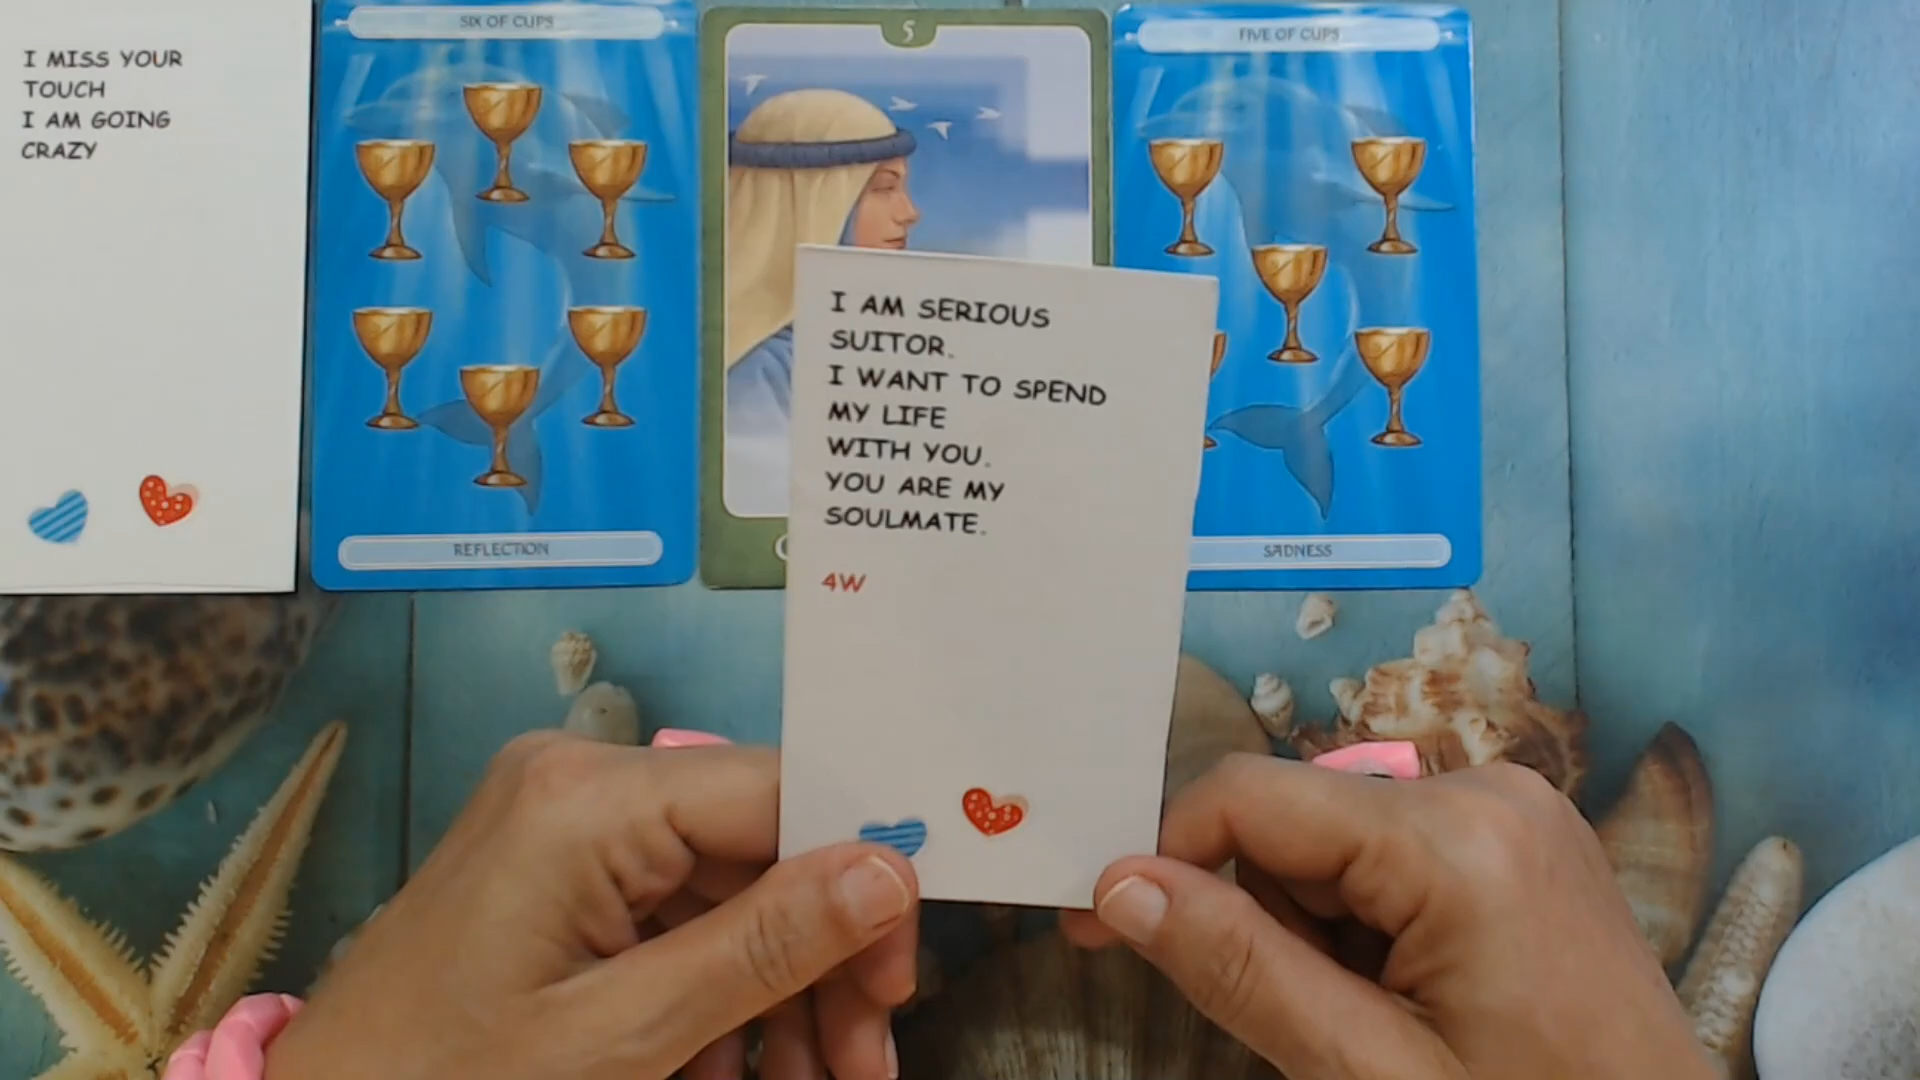 I MISS YOUR
TOUCH
I AM GOING
CRAZY
SIX OF CUPS
REFLECTION
5
FIVE OF CUPS
SADNESS
I AM SERIOUS
SUITOR.
I WANT TO SPEND
MY LIFE
WITH YOU.
YOU ARE MY
SOULMATE.
4W